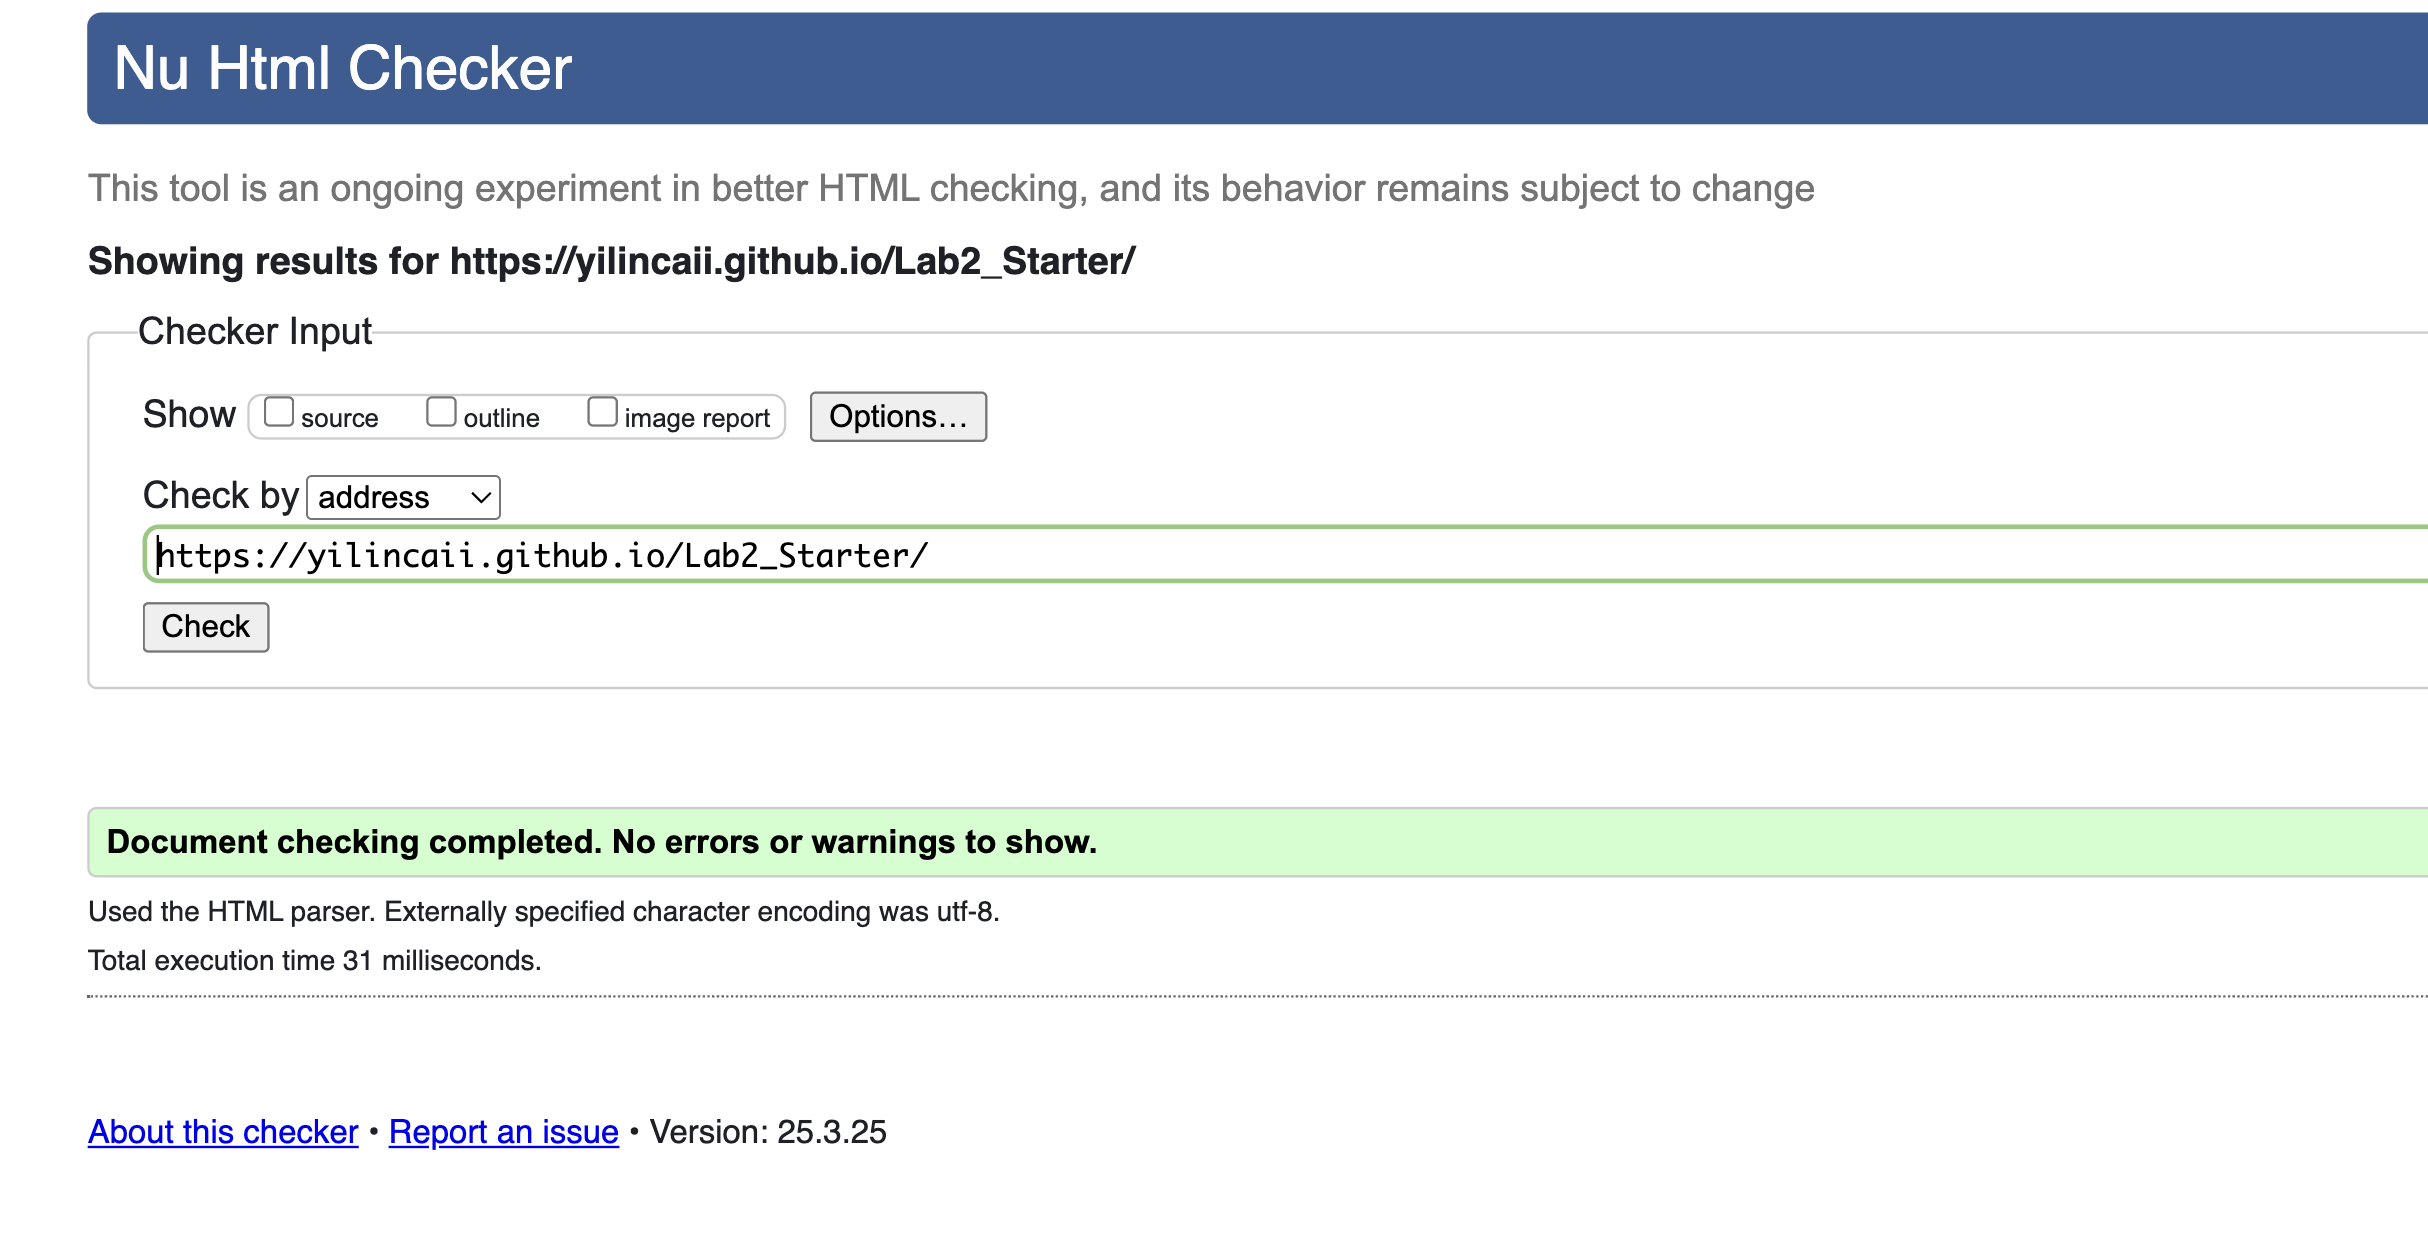 Nu Html Checker
This tool is an ongoing experiment in better HTML checking, and its behavior remains subject to change
Showing results for https://yilincaii.github.io/Lab2_Starter/
Checker Input
Show source outline image report Options...
Check by address
https://yilincaii.github.io/Lab2_Starter/
Check
Document checking completed. No errors or warnings to show.
Used the HTML parser. Externally specified character encoding was utf-8.
Total execution time 31 milliseconds.
About this checker • Report an issue • Version: 25.3.25